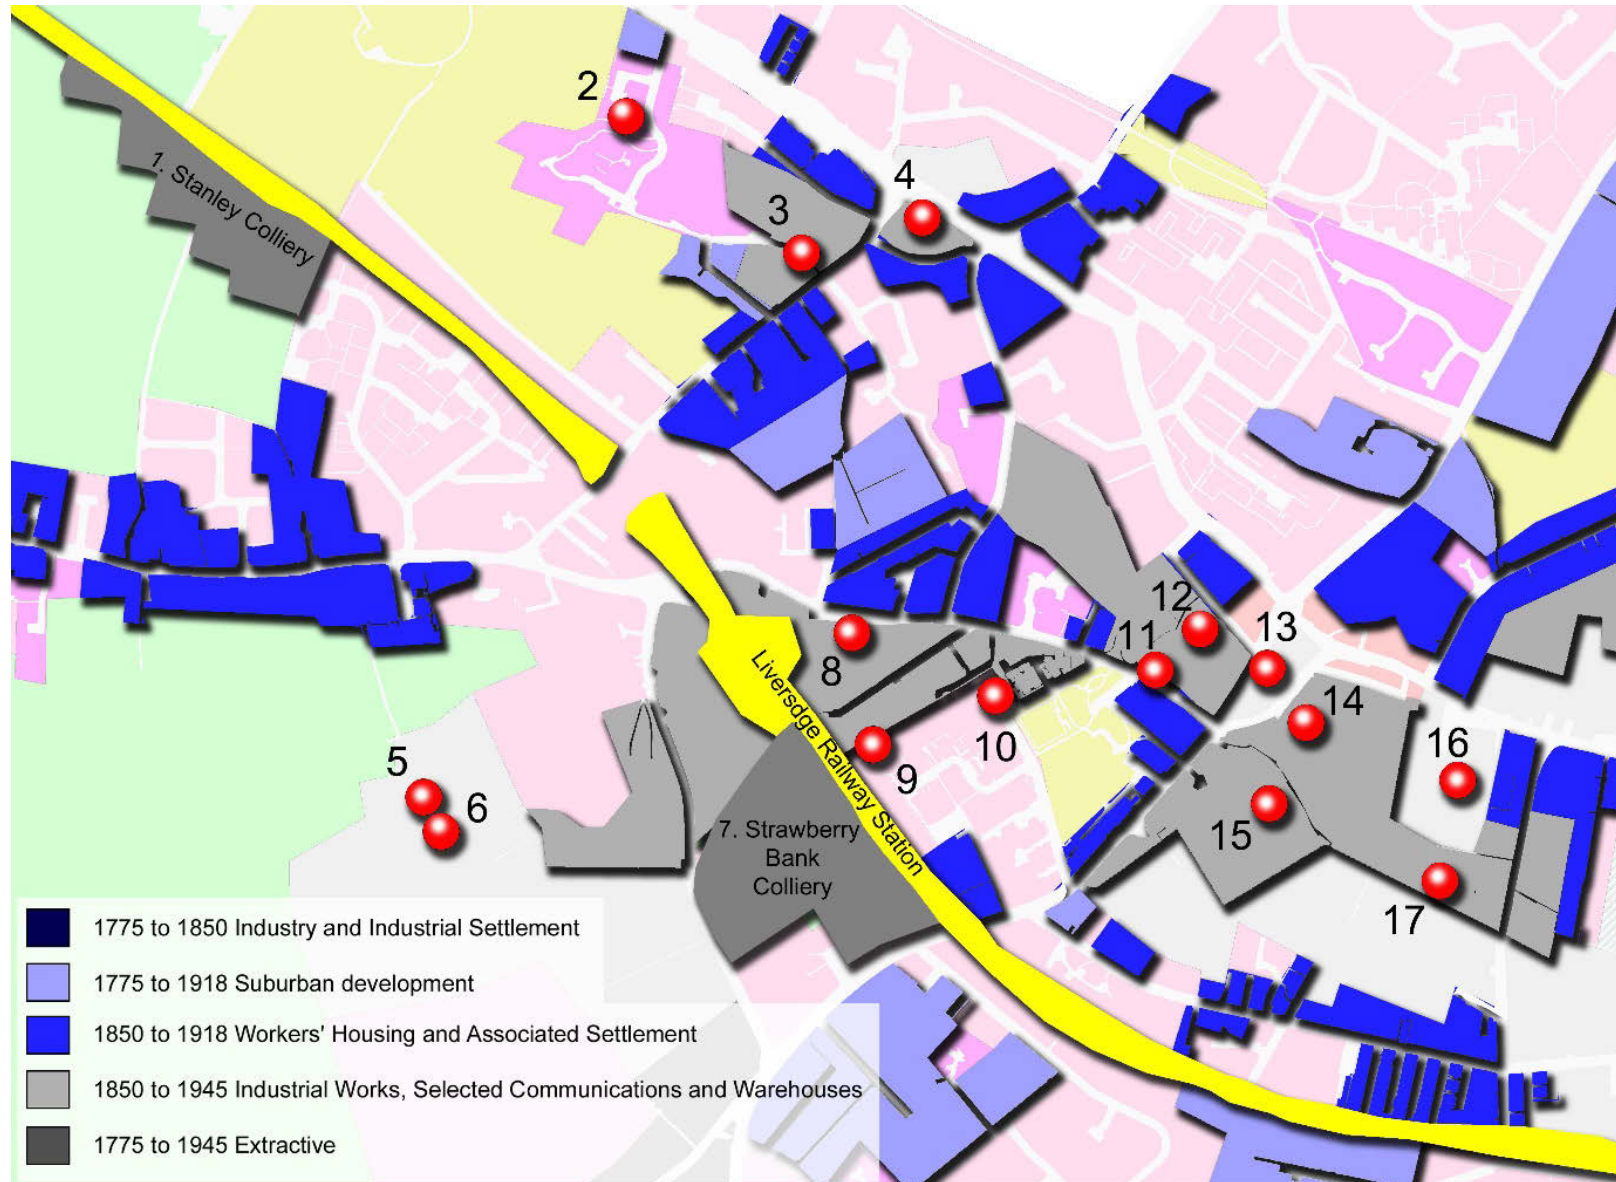 2
1. Stanley Colliery
3
4
5
6
7. Strawberry
Bank
Colliery
Liversdge Railway Station
8
9
10
11
12
13
14
15
16
17
1775 to 1850 Industry and Industrial Settlement
1775 to 1918 Suburban development
1850 to 1918 Workers' Housing and Associated Settlement
1850 to 1945 Industrial Works, Selected Communications and Warehouses
1775 to 1945 Extractive